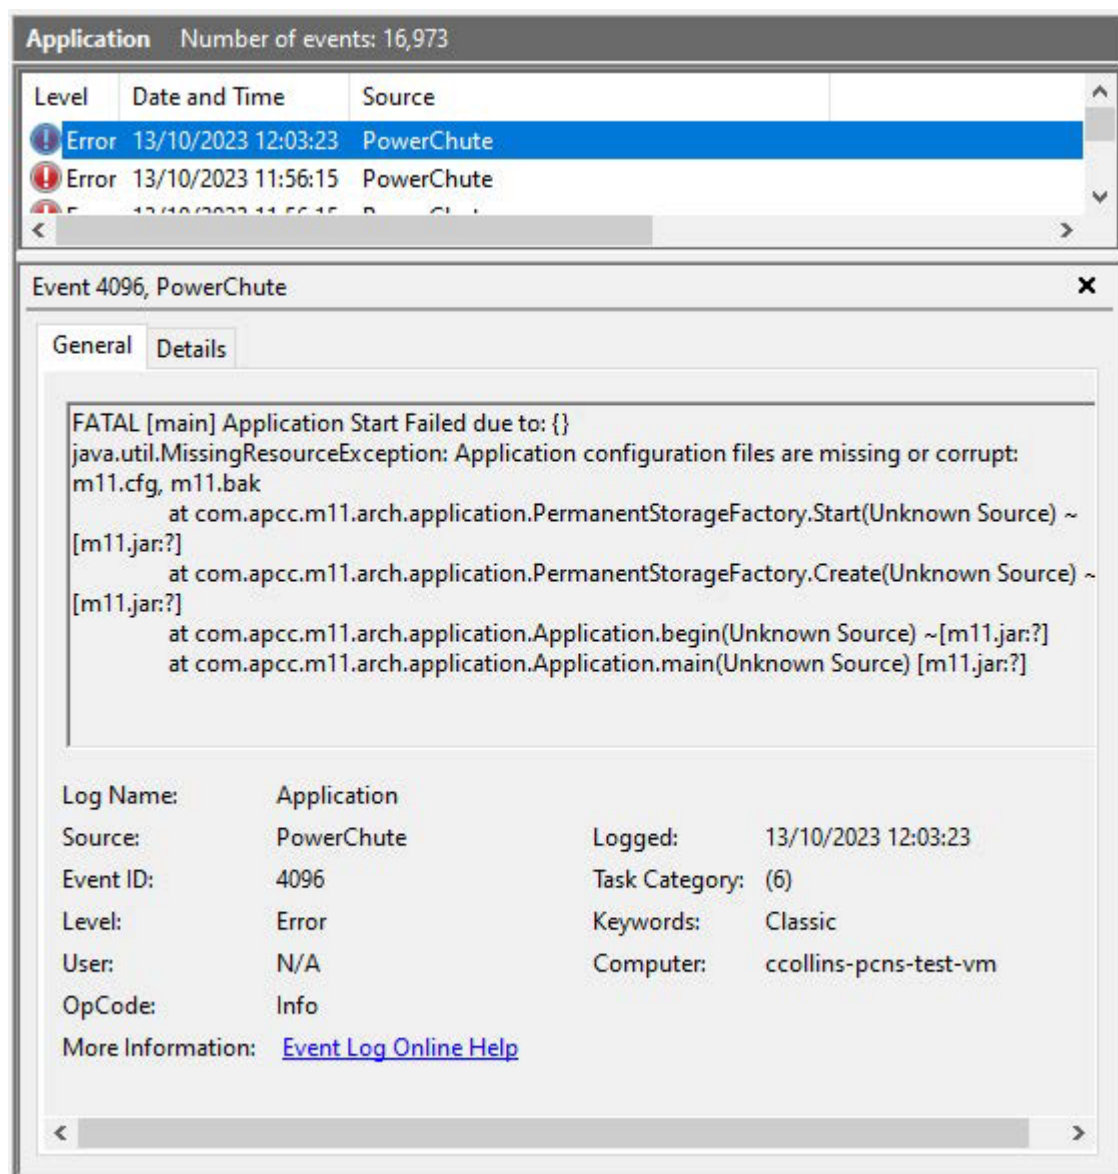 Application Number of events: 16,973
Level Date and Time Source
Error 13/10/2023 12:03:23 PowerChute
Error 13/10/2023 11:56:15 PowerChute
Event 4096, PowerChute
General Details
FATAL [main] Application Start Failed due to: {}
java.util.MissingResourceException: Application configuration files are missing or corrupt:
m11.cfg, m11.bak
at com.apcc.m11.arch.application.PermanentStorageFactory.Start(Unknown Source) ~
[m11.jar:?]
at com.apcc.m11.arch.application.PermanentStorageFactory.Create(Unknown Source) ~
[m11.jar:?]
at com.apcc.m11.arch.application.Application.begin(Unknown Source) ~[m11.jar:?]
at com.apcc.m11.arch.application.Application.main(Unknown Source) [m11.jar:?]
Log Name: Application
Source: PowerChute Logged: 13/10/2023 12:03:23
Event ID: 4096 Task Category: (6)
Level: Error Keywords: Classic
User: N/A Computer: ccollins-pcns-test-vm
OpCode: Info
More Information: Event Log Online Help